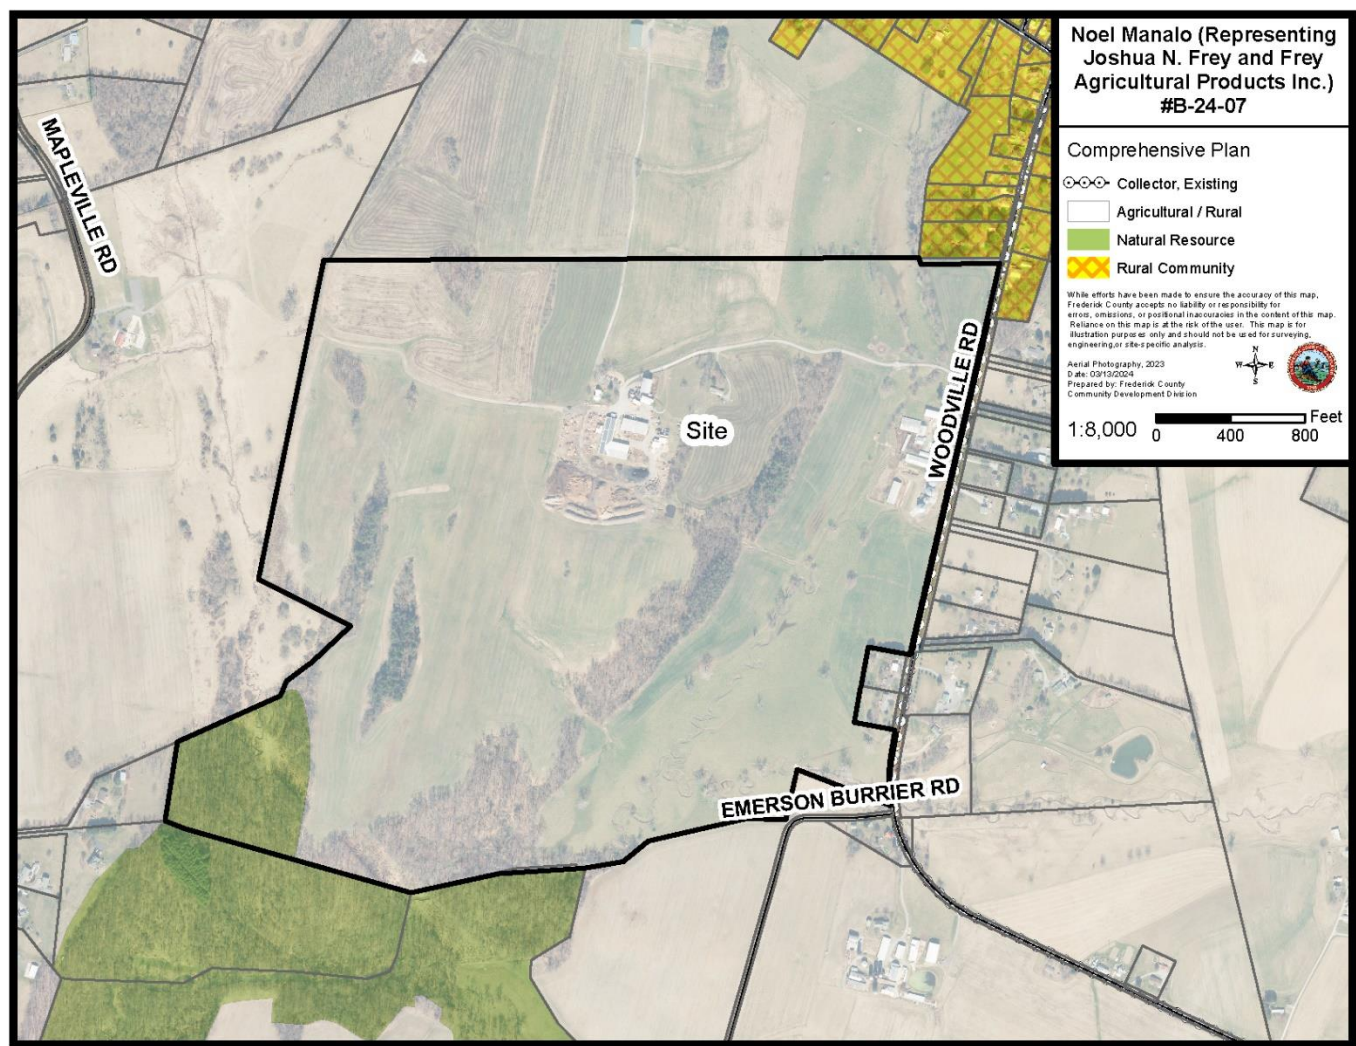 Noel Manalo (Representing
Joshua N. Frey and Frey
Agricultural Products Inc.)
#B-24-07
Comprehensive Plan
Collector, Existing
Agricultural / Rural
Natural Resource
Rural Community
While efforts have been made to ensure the accuracy of this map,
Frederick County accepts no liability or responsibility for
errors, omissions, or positional inaccuracies in the content of this map.
Reliance on this map is at the risk of the user. This map is for
illustration purposes only and should not be used for surveying,
engineering,or site-specific analysis.
Aerial Photography, 2023
Date: 03/13/2024
Prepared by: Frederick County
Community Development Division
N
W E
S
1:8,000
0 400 800 Feet
MAPLEVILLE RD
WOODVILLE RD
Site
EMERSON BURRIER RD